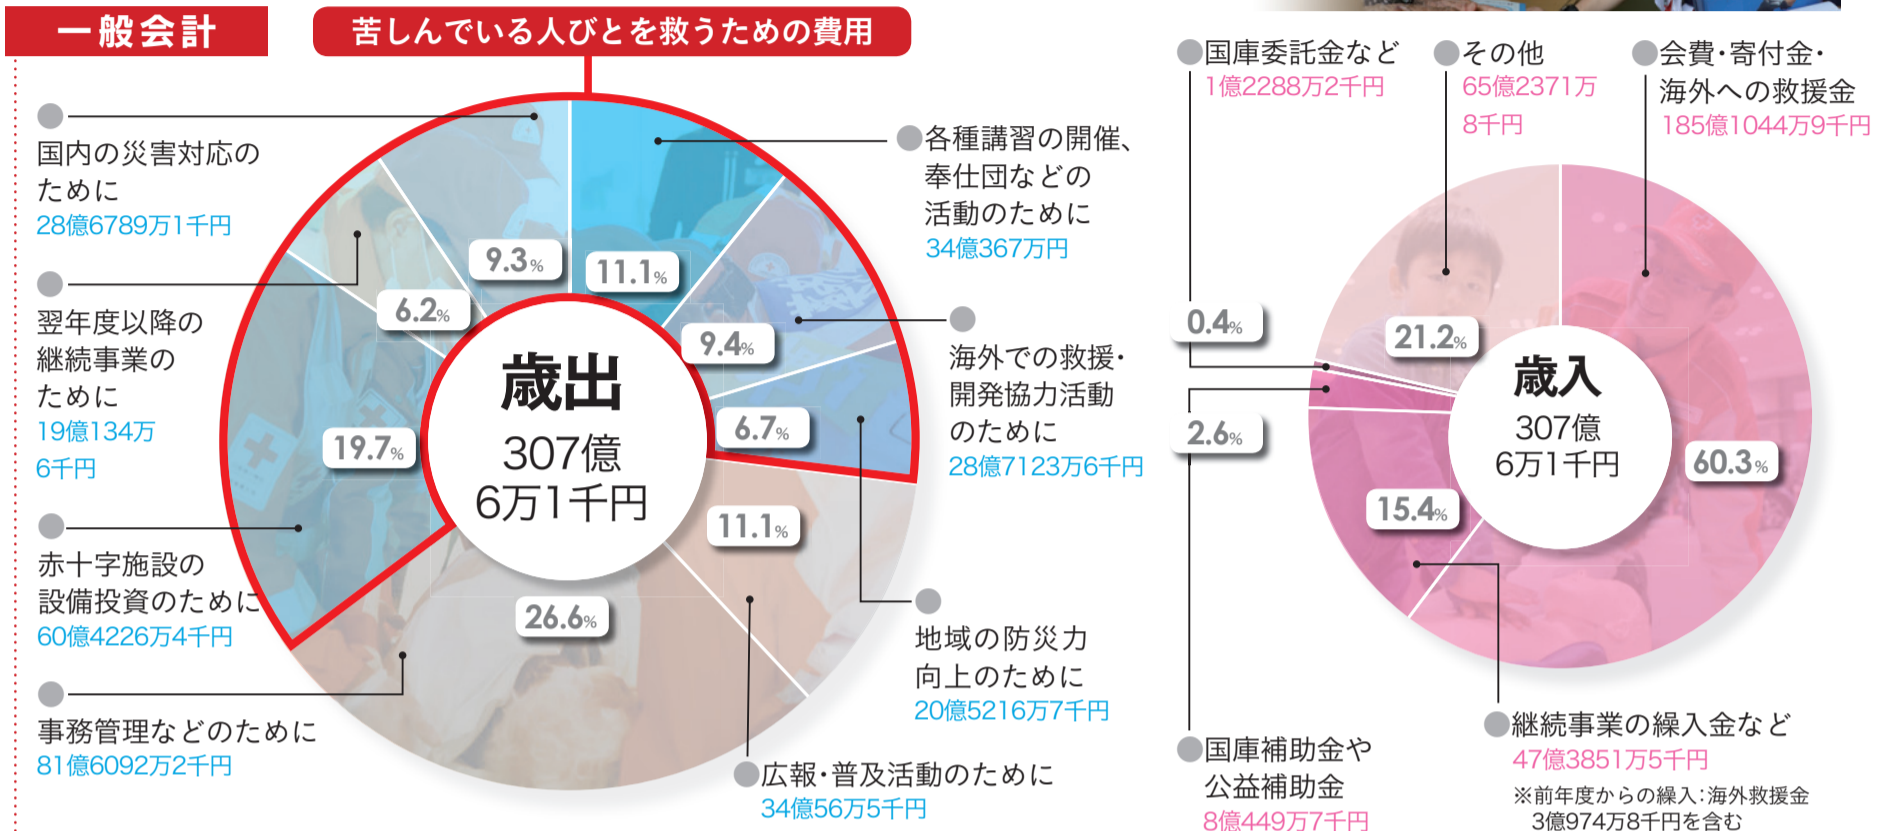 一般会計
苦しんでいる人びとを救うための費用
国内の災害対応の
ために
28億6789万1千円
翌年度以降の
継続事業の
ために
19億134万
6千円
赤十字施設の
設備投資のために
60億4226万4千円
事務管理などのために
81億6092万2千円
9.3%
11.1%
6.2%
9.4%
19.7%
6.7%
11.1%
26.6%
歳出
307億
6万1千円
各種講習の開催、
奉仕団などの
活動のために
34億367万円
海外での救援・
開発協力活動
のために
28億7123万6千円
地域の防災力
向上のために
20億5216万7千円
広報・普及活動のために
34億56万5千円
国庫委託金など
1億2288万2千円
その他
65億2371万
8千円
会費・寄付金・
海外への救援金
185億1044万9千円
0.4%
21.2%
2.6%
15.4%
60.3%
歳入
307億
6万1千円
国庫補助金や
公益補助金
8億449万7千円
継続事業の繰入金など
47億3851万5千円
※前年度からの繰入:海外救援金
3億974万8千円を含む